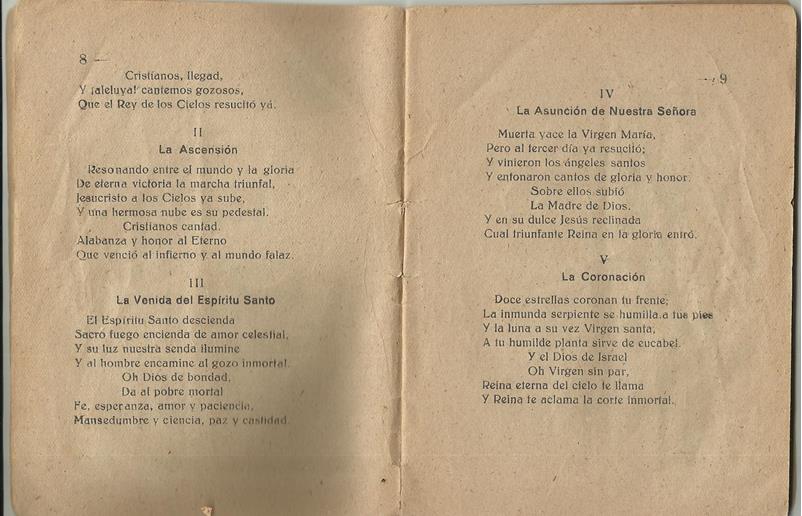 8 —
Cristianos, llegad,
Y ¡aleluya! cantemos gozosos,
Que el Rey de los Cielos resucitó yá.
II
La Ascensión
Resonando entre el mundo y la gloria
De eterna victoria la marcha triunfal,
Jesucristo a los Cielos ya sube,
Y una hermosa nube es su pedestal.
Cristianos cantad.
Alabanza y honor al Eterno
Que venció al infierno y al mundo falaz.
III
La Venida del Espíritu Santo
El Espíritu Santo descienda
Sacro fuego encienda de amor celestial,
Y su luz nuestra senda ilumine
Y al hombre encamine al gozo inmortal.
Oh Dios de bondad,
Da al pobre mortal
Fe, esperanza, amor y paciencia,
Mansedumbre y ciencia, paz y castidad.
— 9
IV
La Asunción de Nuestra Señora
Muerta yace la Virgen María,
Pero al tercer día ya resucitó;
Y vinieron los ángeles santos
Y entonaron cantos de gloria y honor.
Sobre ellos subió
La Madre de Dios.
Y en su dulce Jesús reclinada
Cual triunfante Reina en la gloria entró.
V
La Coronación
Doce estrellas coronan tu frente;
La inmunda serpiente se humilla a tus pies
Y la luna a su vez Virgen santa,
A tu humilde planta sirve de eucabel.
Y el Dios de Israel
Oh Virgen sin par,
Reina eterna del cielo te llama
Y Reina te aclama la corte inmortal.